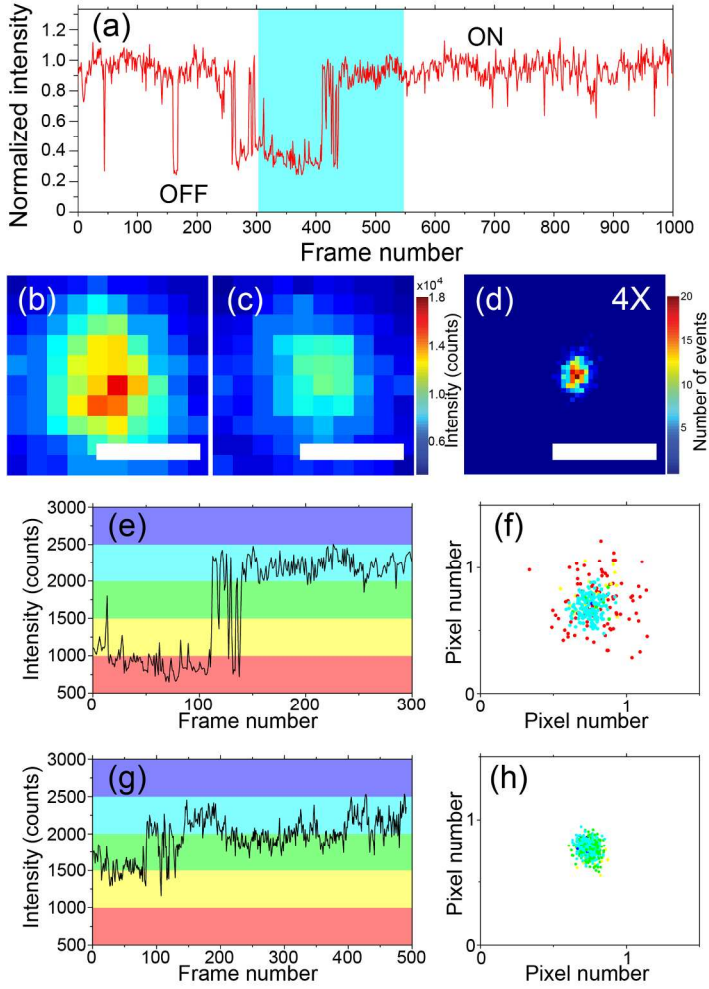 (a)
ON
OFF
Normalized intensity
1.2
1.0
0.8
0.6
0.4
0.2
0
0 100 200 300 400 500 600 700 800 900 1000
Frame number
(b)
(c)
×10⁴
1.8
1.4
1.0
0.6
Intensity (counts)
(d)
4X
20
15
10
5
Number of events
(e)
Intensity (counts)
3000
2500
2000
1500
1000
500
0 100 200 300
Frame number
(f)
Pixel number
1
0
0 1
Pixel number
(g)
Intensity (counts)
3000
2500
2000
1500
1000
500
0 100 200 300 400 500
Frame number
(h)
Pixel number
1
0
0 1
Pixel number